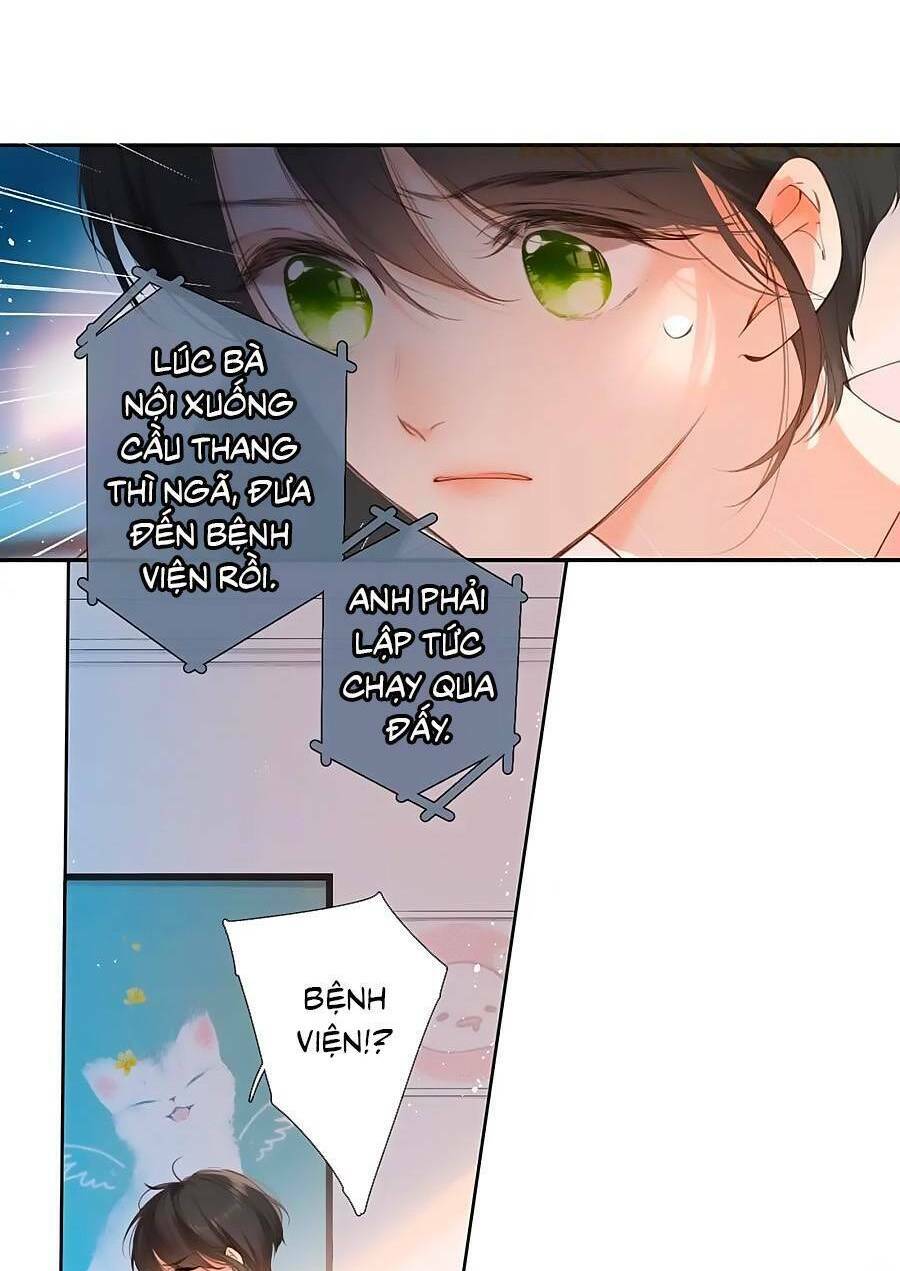 LÚC BÀ
NỘI XUỐNG
CẦU THANG
THÌ NGÃ, ĐƯA
ĐẾN BỆNH
VIỆN RỒI.
ANH PHẢI
LẬP TỨC
CHẠY QUA
ĐẤY.
BỆNH
VIỆN!?